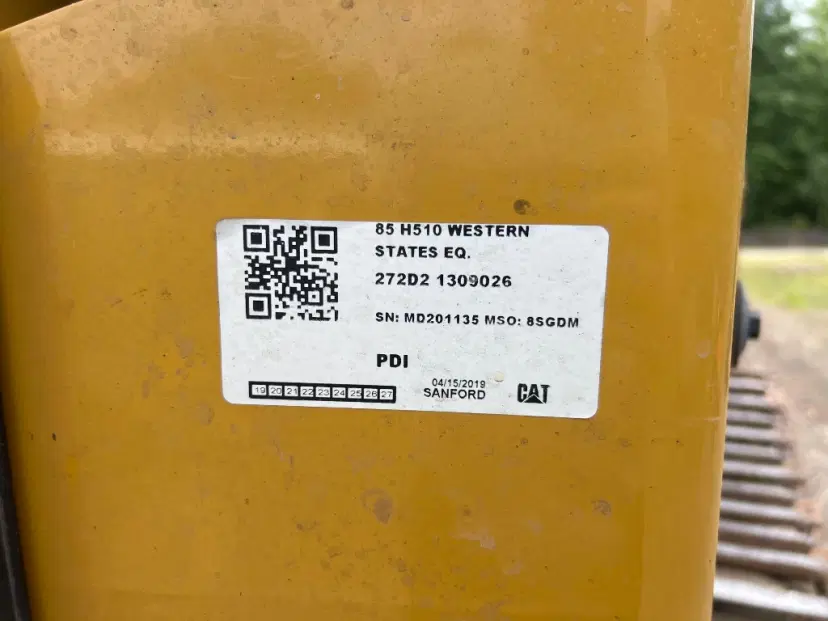 85 H510 WESTERN
STATES EQ.
272D2 1309026
SN: MD201135 MSO: 8SGDM
PDI
19 20 21 22 23 24 25 26 27
04/15/2019
SANFORD
CAT